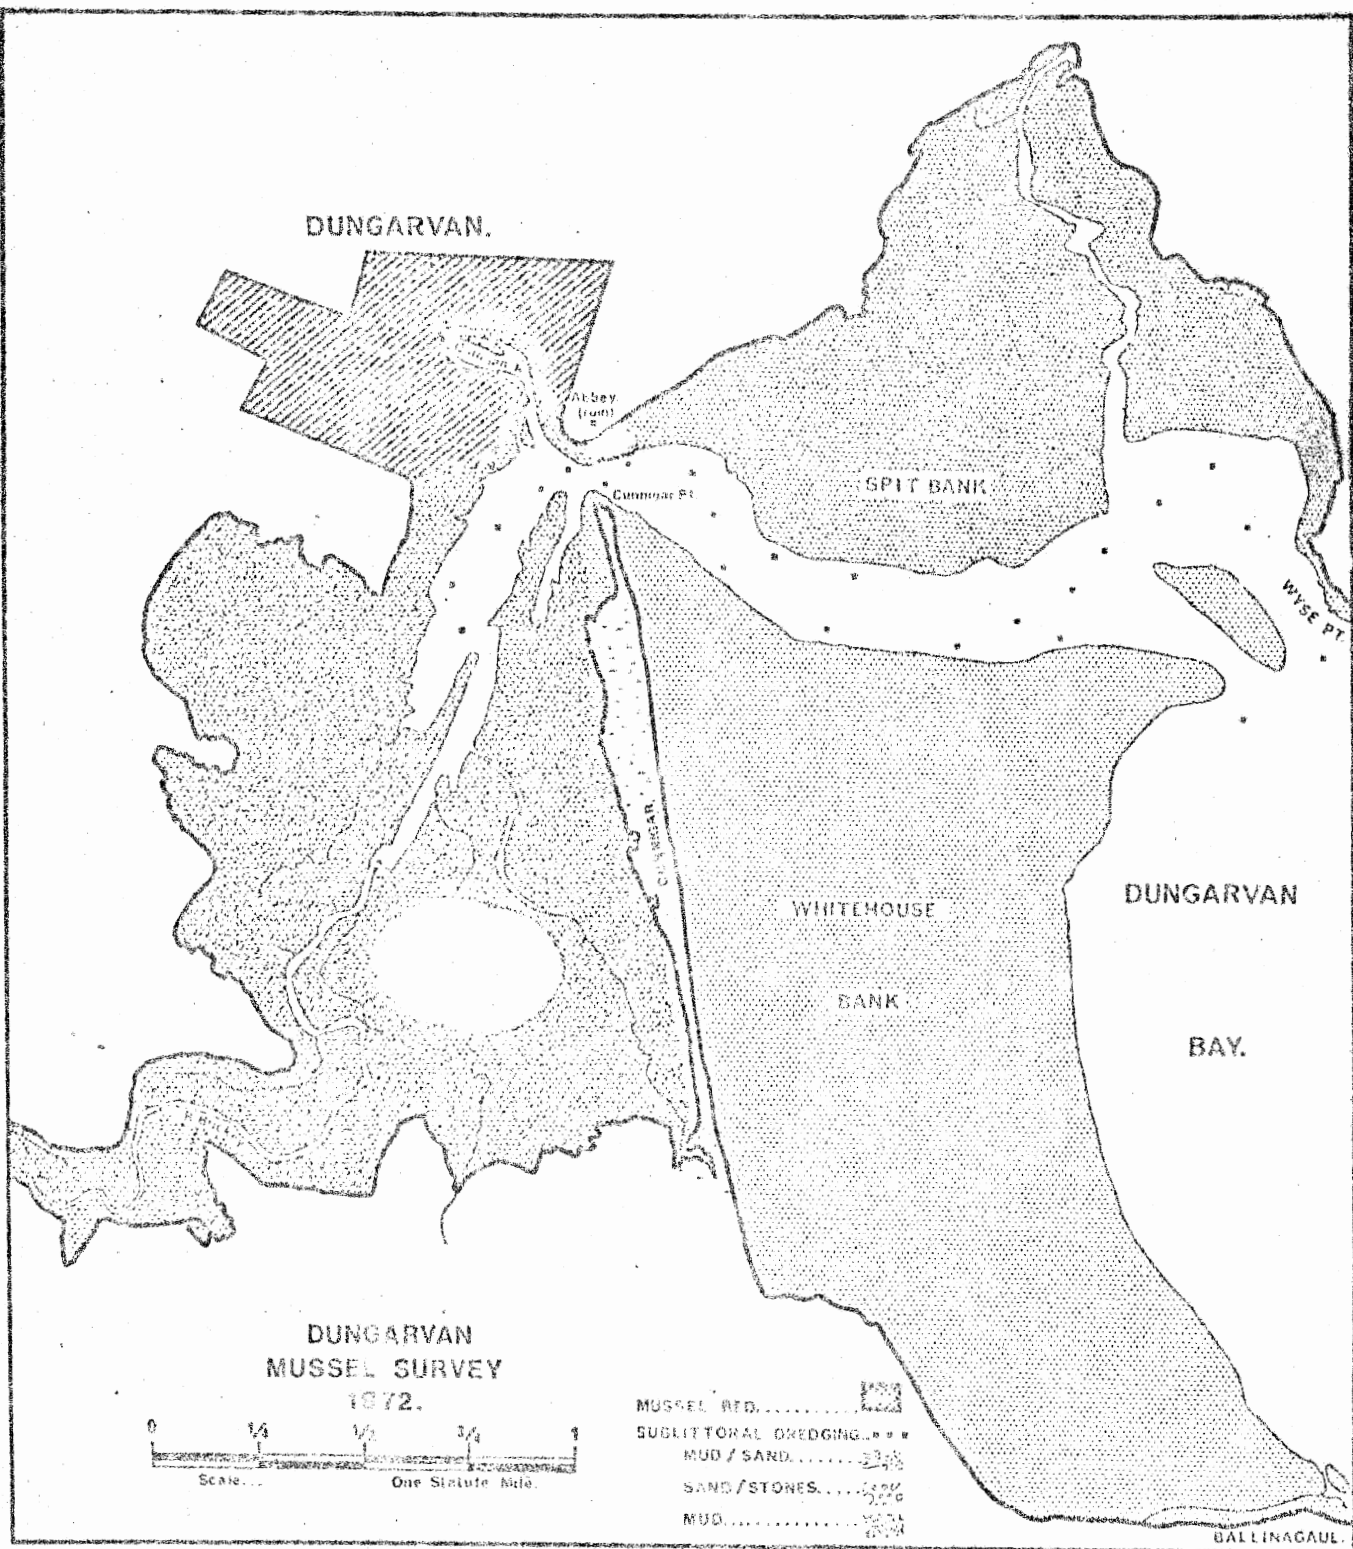 DUNGARVAN.
Abbey
(ruin)
Cunnigar Pt.
SPIT BANK
WYSE PT.
CUNNIGAR
WHITEHOUSE
BANK
DUNGARVAN
BAY.
DUNGARVAN
MUSSEL SURVEY
1972.
0 1/4 1/2 3/4 1
Scale... One Statute Mile.
MUSSEL BED...........
SUBLITTORAL DREDGING..
MUD / SAND........
SAND / STONES.....
MUD..............
BALLINAGAUL.